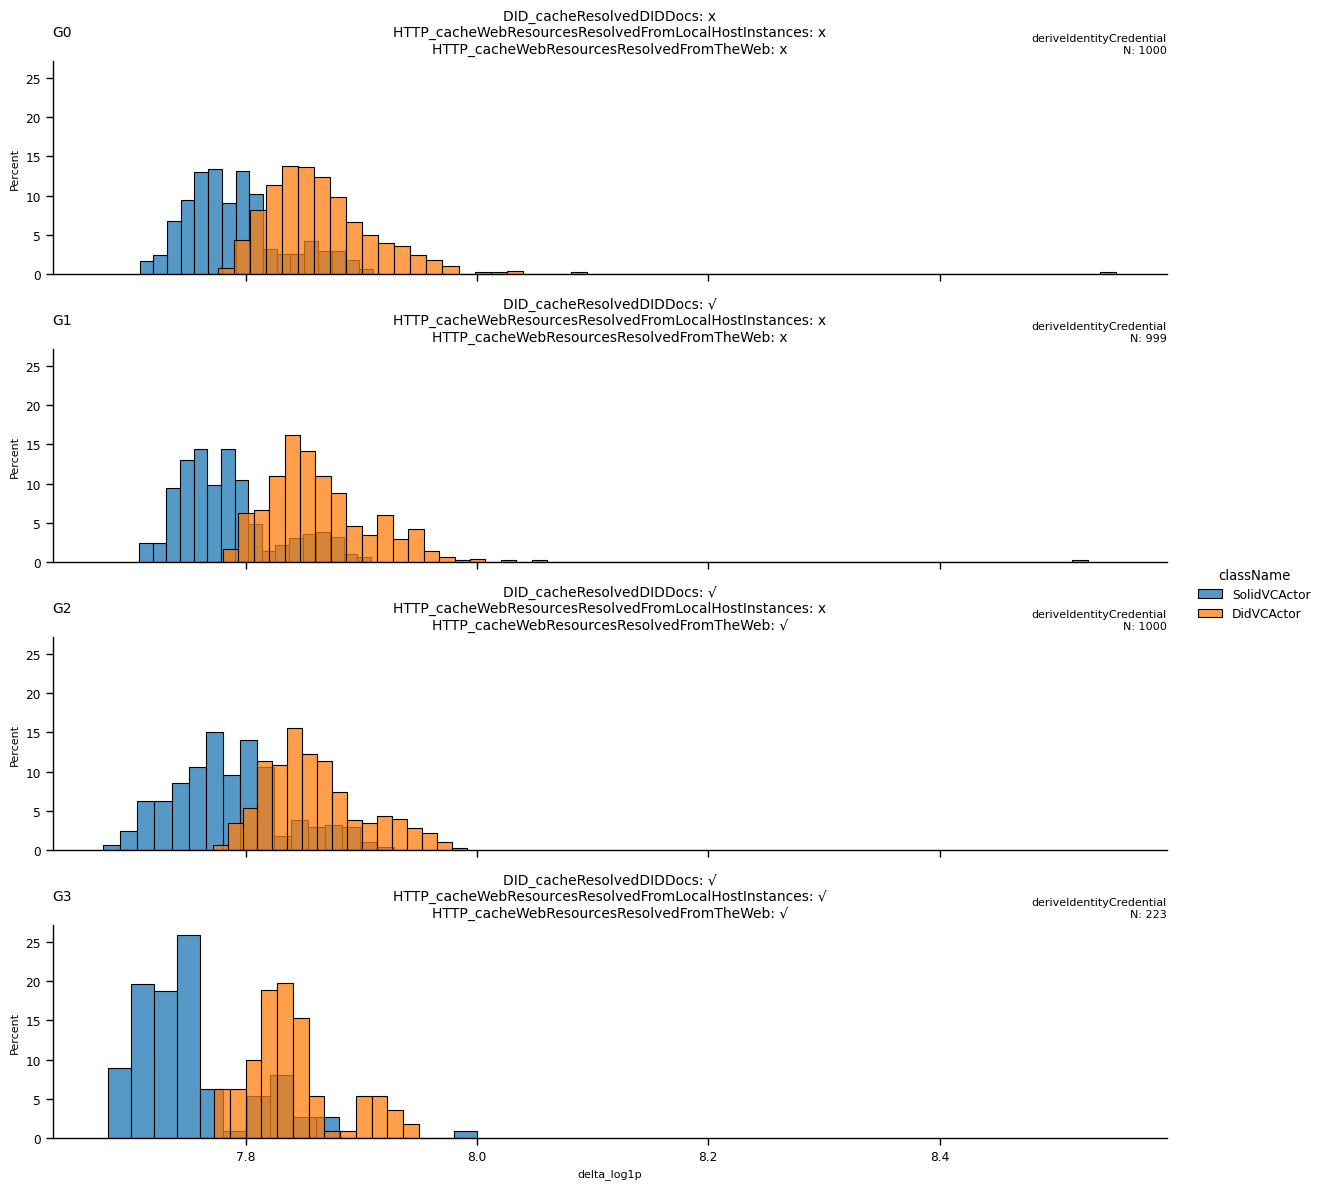 DID_cacheResolvedDIDDocs: x
G0
HTTP_cacheWebResourcesResolvedFromLocalHostInstances: x
HTTP_cacheWebResourcesResolvedFromTheWeb: x
deriveIdentityCredential
N: 1000
25
20
15
10
5
0
Percent
DID_cacheResolvedDIDDocs: √
G1
HTTP_cacheWebResourcesResolvedFromLocalHostInstances: x
HTTP_cacheWebResourcesResolvedFromTheWeb: x
deriveIdentityCredential
N: 999
25
20
15
10
5
0
Percent
className
SolidVCActor
DidVCActor
DID_cacheResolvedDIDDocs: √
G2
HTTP_cacheWebResourcesResolvedFromLocalHostInstances: x
HTTP_cacheWebResourcesResolvedFromTheWeb: √
deriveIdentityCredential
N: 1000
25
20
15
10
5
0
Percent
DID_cacheResolvedDIDDocs: √
G3
HTTP_cacheWebResourcesResolvedFromLocalHostInstances: √
HTTP_cacheWebResourcesResolvedFromTheWeb: √
deriveIdentityCredential
N: 223
25
20
15
10
5
0
Percent
7.8 8.0 8.2 8.4
delta_log1p